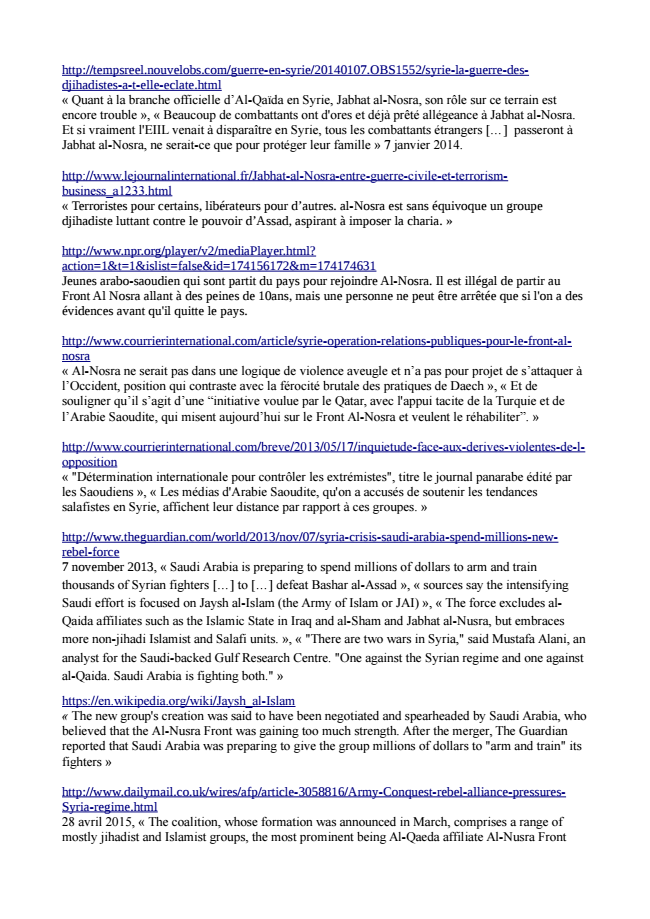 http://tempsreel.nouvelobs.com/guerre-en-syrie/20140107.OBS1552/syrie-la-guerre-des-
djihadistes-a-t-elle-eclate.html
« Quant à la branche officielle d’Al-Qaïda en Syrie, Jabhat al-Nosra, son rôle sur ce terrain est
encore trouble », « Beaucoup de combattants ont d'ores et déjà prêté allégeance à Jabhat al-Nosra.
Et si vraiment l'EIIL venait à disparaître en Syrie, tous les combattants étrangers [...]  passeront à
Jabhat al-Nosra, ne serait-ce que pour protéger leur famille » 7 janvier 2014.
http://www.lejournalinternational.fr/Jabhat-al-Nosra-entre-guerre-civile-et-terrorism-
business_a1233.html
« Terroristes pour certains, libérateurs pour d’autres. al-Nosra est sans équivoque un groupe
djihadiste luttant contre le pouvoir d’Assad, aspirant à imposer la charia. »
http://www.npr.org/player/v2/mediaPlayer.html?
action=1&t=1&islist=false&id=174156172&m=174174631
Jeunes arabo-saoudien qui sont partit du pays pour rejoindre Al-Nosra. Il est illégal de partir au
Front Al Nosra allant à des peines de 10ans, mais une personne ne peut être arrêtée que si l'on a des
évidences avant qu'il quitte le pays.
http://www.courrierinternational.com/article/syrie-operation-relations-publiques-pour-le-front-al-
nosra
« Al-Nosra ne serait pas dans une logique de violence aveugle et n’a pas pour projet de s’attaquer à
l’Occident, position qui contraste avec la férocité brutale des pratiques de Daech », « Et de
souligner qu’il s’agit d’une “initiative voulue par le Qatar, avec l'appui tacite de la Turquie et de
l’Arabie Saoudite, qui misent aujourd’hui sur le Front Al-Nosra et veulent le réhabiliter”. »
http://www.courrierinternational.com/breve/2013/05/17/inquietude-face-aux-derives-violentes-de-l-
opposition
« "Détermination internationale pour contrôler les extrémistes", titre le journal panarabe édité par
les Saoudiens », « Les médias d'Arabie Saoudite, qu'on a accusés de soutenir les tendances
salafistes en Syrie, affichent leur distance par rapport à ces groupes. »
http://www.theguardian.com/world/2013/nov/07/syria-crisis-saudi-arabia-spend-millions-new-
rebel-force
7 november 2013, « Saudi Arabia is preparing to spend millions of dollars to arm and train
thousands of Syrian fighters [...] to [...] defeat Bashar al-Assad », « sources say the intensifying
Saudi effort is focused on Jaysh al-Islam (the Army of Islam or JAI) », « The force excludes al-
Qaida affiliates such as the Islamic State in Iraq and al-Sham and Jabhat al-Nusra, but embraces
more non-jihadi Islamist and Salafi units. », « "There are two wars in Syria," said Mustafa Alani, an
analyst for the Saudi-backed Gulf Research Centre. "One against the Syrian regime and one against
al-Qaida. Saudi Arabia is fighting both." »
https://en.wikipedia.org/wiki/Jaysh_al-Islam
« The new group's creation was said to have been negotiated and spearheaded by Saudi Arabia, who
believed that the Al-Nusra Front was gaining too much strength. After the merger, The Guardian
reported that Saudi Arabia was preparing to give the group millions of dollars to "arm and train" its
fighters »
http://www.dailymail.co.uk/wires/afp/article-3058816/Army-Conquest-rebel-alliance-pressures-
Syria-regime.html
28 avril 2015, « The coalition, whose formation was announced in March, comprises a range of
mostly jihadist and Islamist groups, the most prominent being Al-Qaeda affiliate Al-Nusra Front